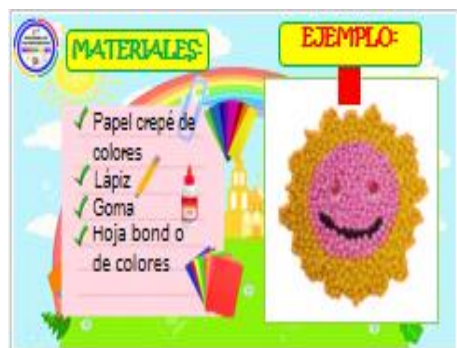 MATERIALES:
EJEMPLO:
Papel crepé de
colores
Lápiz
Goma
Hoja bond o
de colores